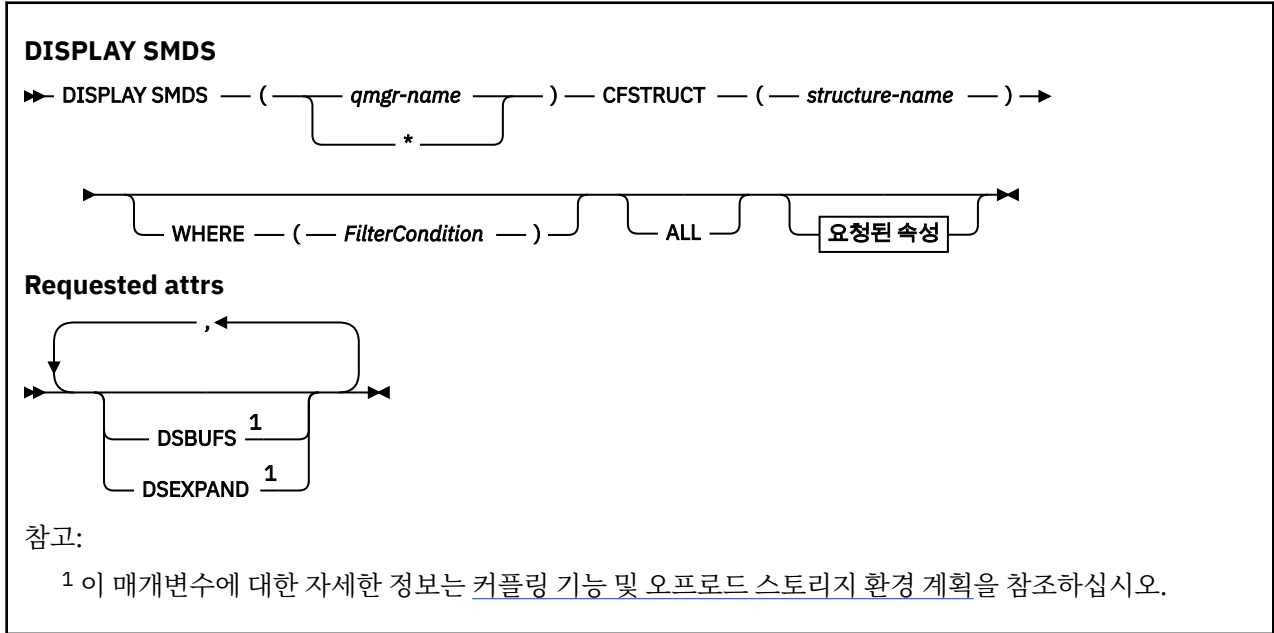 DISPLAY SMDS
DISPLAY SMDS ( qmgr-name ) CFSTRUCT ( structure-name )
*
WHERE ( FilterCondition ) ALL 요청된 속성
Requested attrs
,
DSBUFS 1
DSEXPAND 1
참고:
1 이 매개변수에 대한 자세한 정보는 커플링 기능 및 오프로드 스토리지 환경 계획을 참조하십시오.